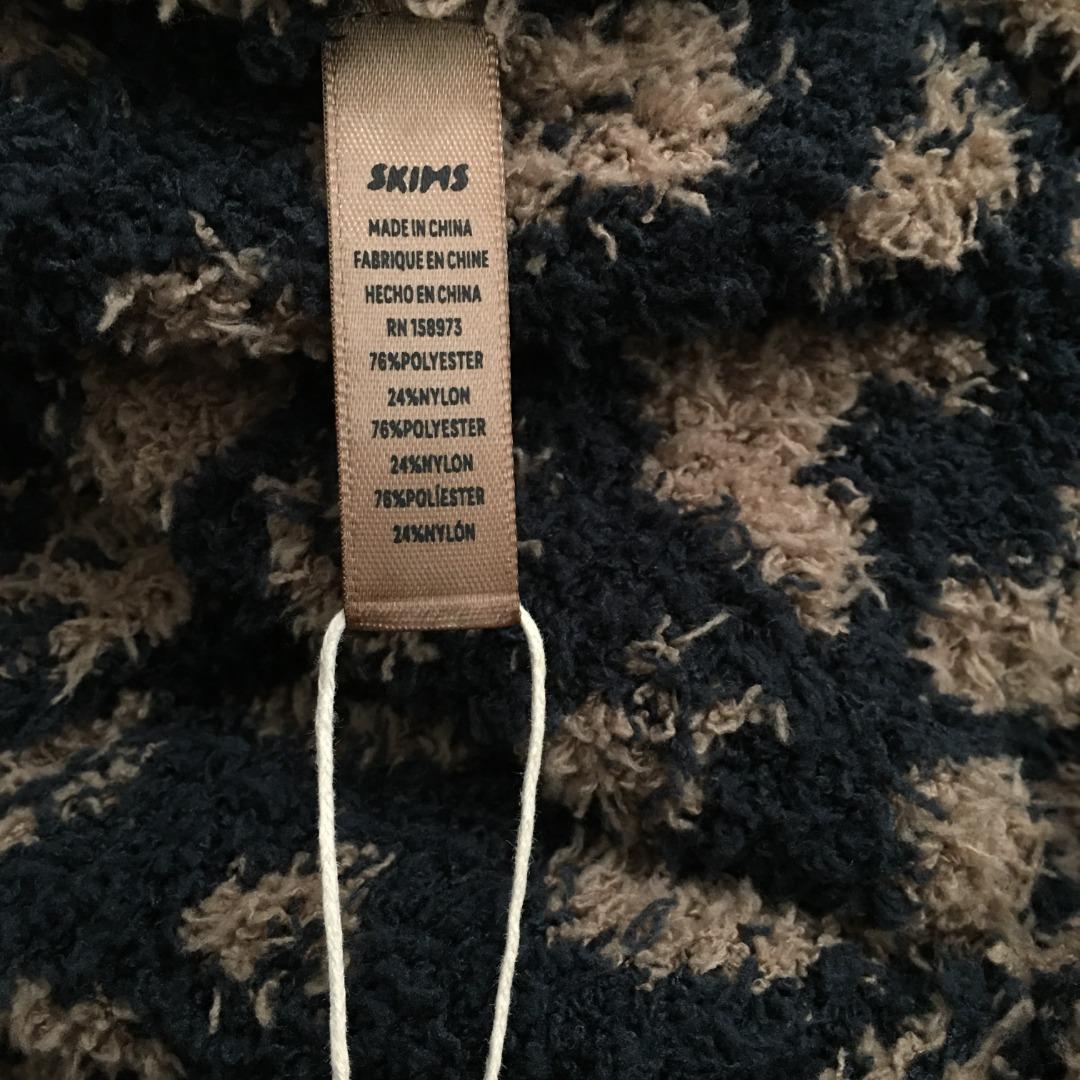 SKIMS
MADE IN CHINA
FABRIQUE EN CHINE
HECHO EN CHINA
RN 158973
76%POLYESTER
24%NYLON
76%POLYESTER
24%NYLON
76%POLÍESTER
24%NYLÓN